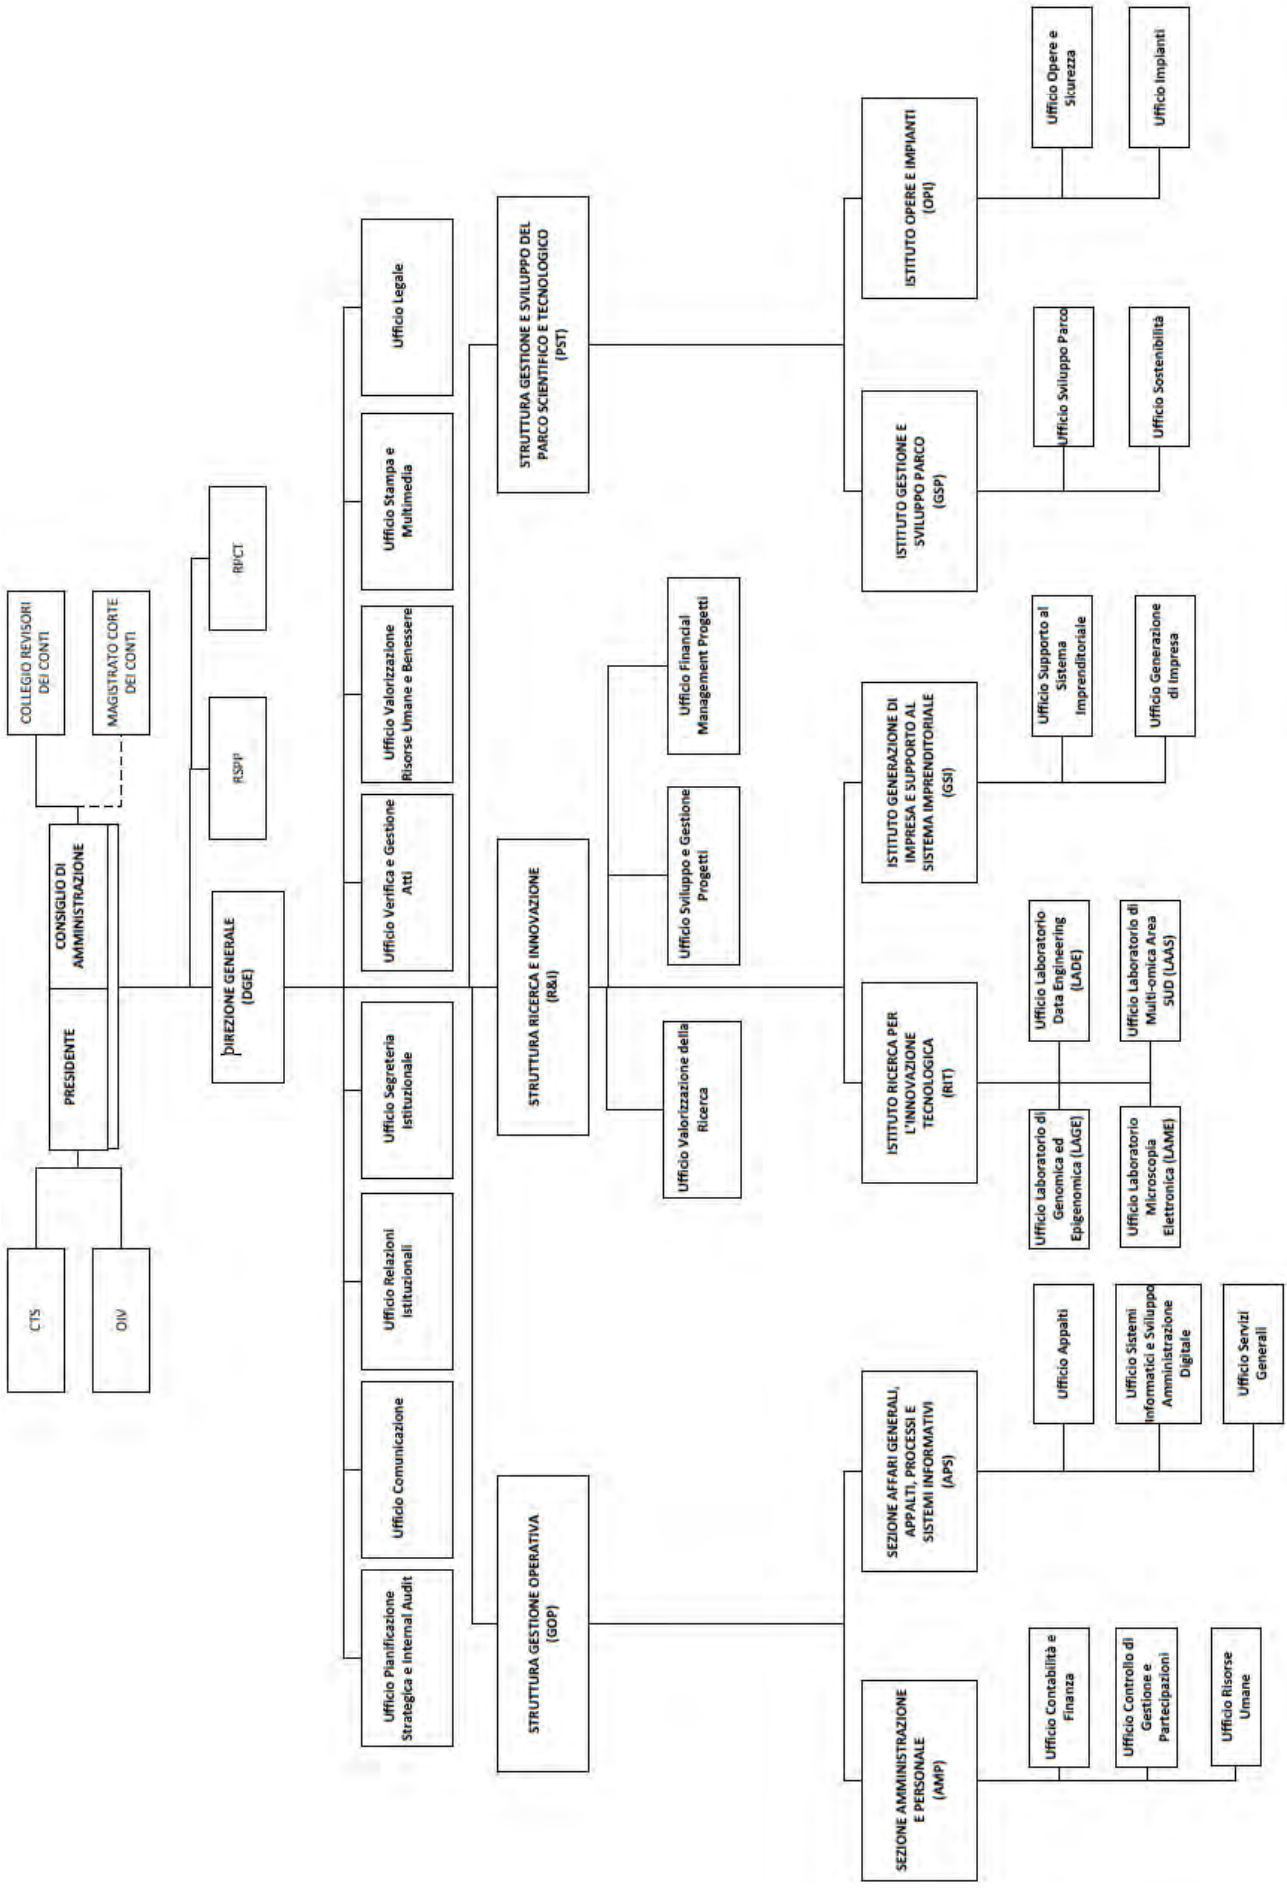 COLLEGIO REVISORI
DEI CONTI
MAGISTRATO CORTE
DEI CONTI
CTS
OIV
PRESIDENTE
CONSIGLIO DI
AMMINISTRAZIONE
DIREZIONE GENERALE
(DGE)
RSPP
RPCT
Ufficio Pianificazione
Strategica e Internal Audit
Ufficio Comunicazione
Ufficio Relazioni
Istituzionali
Ufficio Segreteria
Istituzionale
Ufficio Verifica e Gestione
Atti
Ufficio Valorizzazione
Risorse Umane e Benessere
Ufficio Stampa e
Multimedia
Ufficio Legale
STRUTTURA GESTIONE OPERATIVA
(GOP)
STRUTTURA RICERCA E INNOVAZIONE
(R&I)
STRUTTURA GESTIONE E SVILUPPO DEL
PARCO SCIENTIFICO E TECNOLOGICO
(PST)
Ufficio Valorizzazione della
Ricerca
Ufficio Sviluppo e Gestione
Progetti
Ufficio Financial
Management Progetti
SEZIONE AMMINISTRAZIONE
E PERSONALE
(AMP)
SEZIONE AFFARI GENERALI,
APPALTI, PROCESSI E
SISTEMI INFORMATIVI
(APS)
ISTITUTO RICERCA PER
L'INNOVAZIONE
TECNOLOGICA
(RIT)
ISTITUTO GENERAZIONE DI
IMPRESA E SUPPORTO AL
SISTEMA IMPRENDITORIALE
(GSI)
ISTITUTO GESTIONE E
SVILUPPO PARCO
(GSP)
ISTITUTO OPERE E IMPIANTI
(OPI)
Ufficio Contabilità e
Finanza
Ufficio Controllo di
Gestione e
Partecipazioni
Ufficio Risorse
Umane
Ufficio Appalti
Ufficio Sistemi
Informatici e Sviluppo
Amministrazione
Digitale
Ufficio Servizi
Generali
Ufficio Laboratorio di
Genomica ed
Epigenomica (LAGE)
Ufficio Laboratorio
Data Engineering
(LADE)
Ufficio Laboratorio
Microscopia
Elettronica (LAME)
Ufficio Laboratorio di
Multi-omica Area
SUD (LAAS)
Ufficio Supporto al
Sistema
Imprenditoriale
Ufficio Generazione
di Impresa
Ufficio Sviluppo Parco
Ufficio Sostenibilità
Ufficio Opere e
Sicurezza
Ufficio Impianti